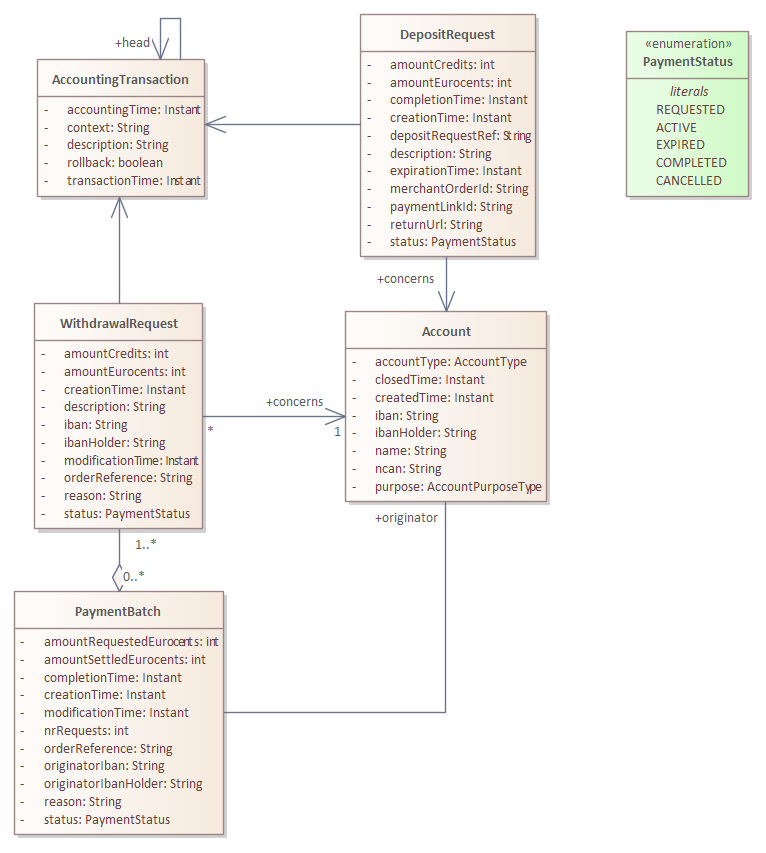 +head
AccountingTransaction
- accountingTime: Instant
- context: String
- description: String
- rollback: boolean
- transactionTime: Instant
DepositRequest
- amountCredits: int
- amountEurocents: int
- completionTime: Instant
- creationTime: Instant
- depositRequestRef: String
- description: String
- expirationTime: Instant
- merchantOrderId: String
- paymentLinkId: String
- returnUrl: String
- status: PaymentStatus
«enumeration»
PaymentStatus
literals
REQUESTED
ACTIVE
EXPIRED
COMPLETED
CANCELLED
+concerns
WithdrawalRequest
- amountCredits: int
- amountEurocents: int
- creationTime: Instant
- description: String
- iban: String
- ibanHolder: String
- modificationTime: Instant
- orderReference: String
- reason: String
- status: PaymentStatus
+concerns
*
1
Account
- accountType: AccountType
- closedTime: Instant
- createdTime: Instant
- iban: String
- ibanHolder: String
- name: String
- ncan: String
- purpose: AccountPurposeType
+originator
1..*
0..*
PaymentBatch
- amountRequestedEurocents: int
- amountSettledEurocents: int
- completionTime: Instant
- creationTime: Instant
- modificationTime: Instant
- nrRequests: int
- orderReference: String
- originatorIban: String
- originatorIbanHolder: String
- reason: String
- status: PaymentStatus